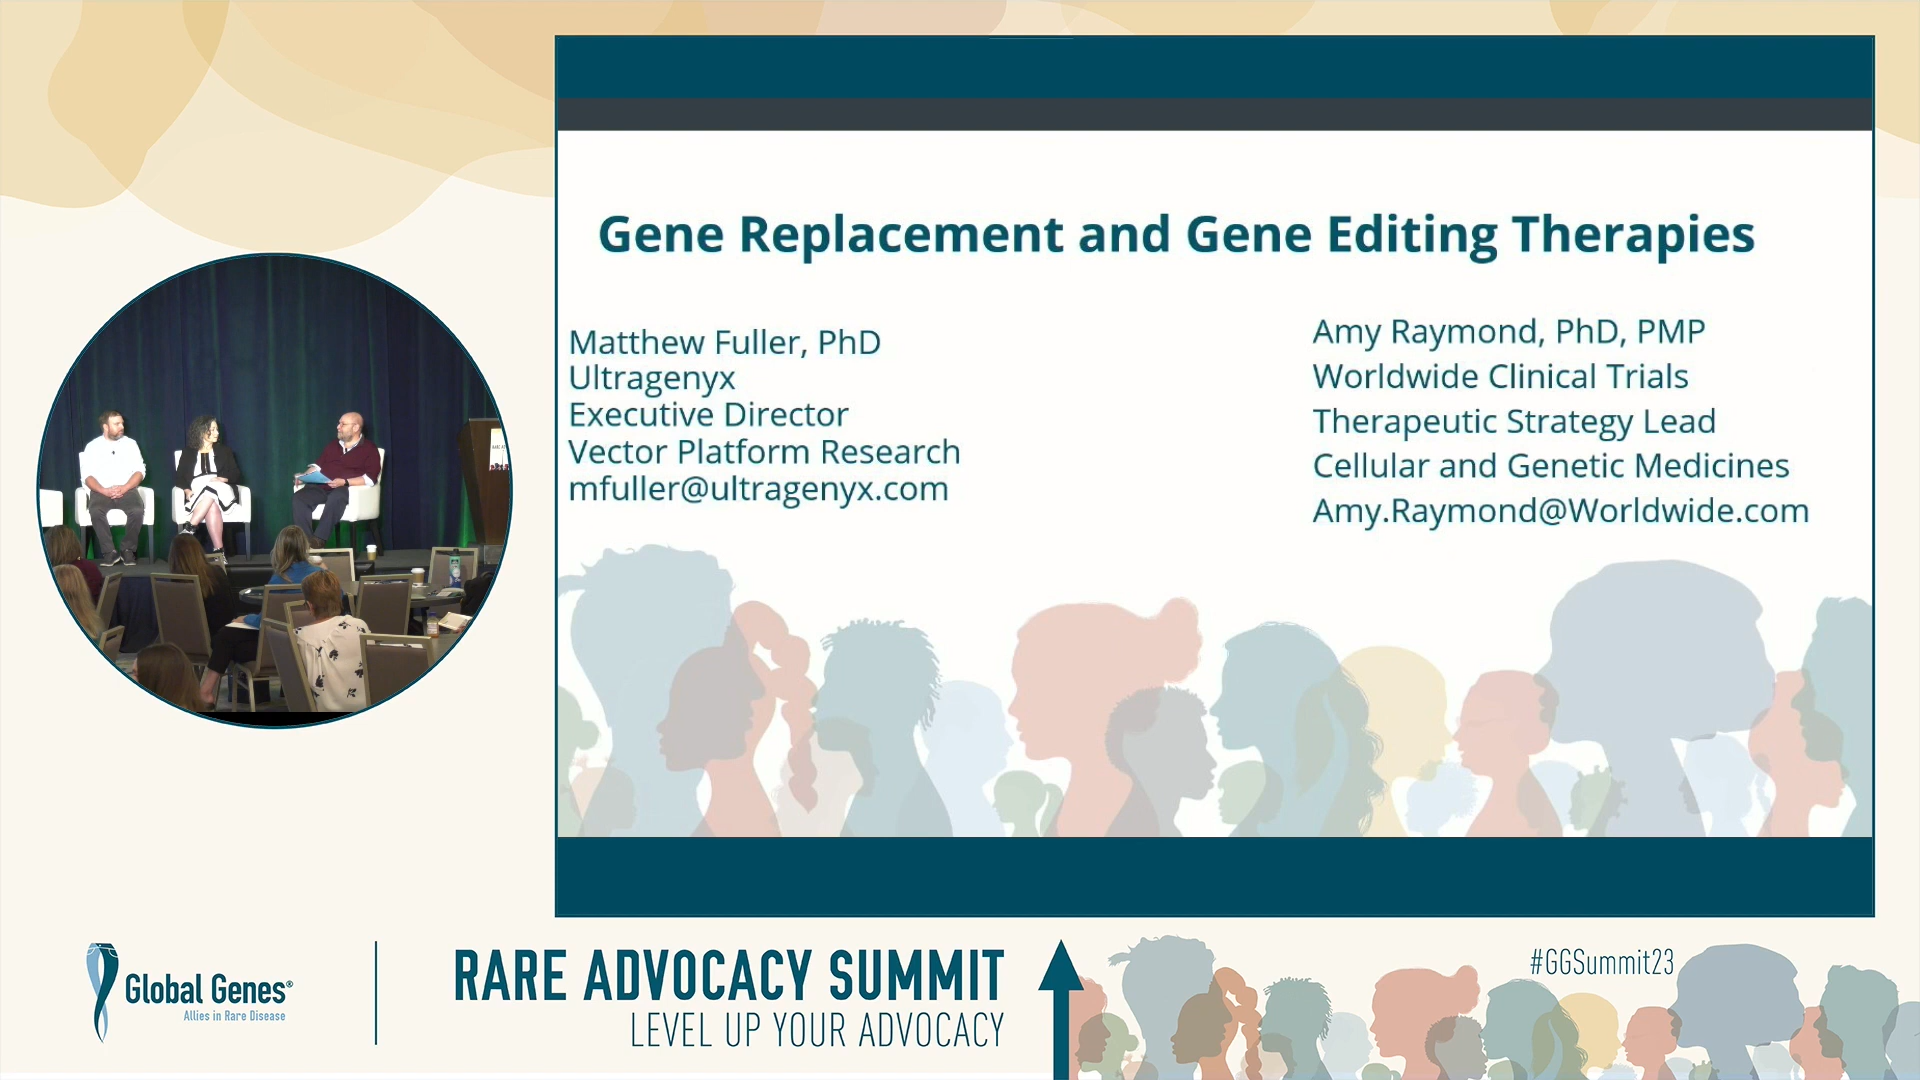 Gene Replacement and Gene Editing Therapies
Matthew Fuller, PhD
Ultragenyx
Executive Director
Vector Platform Research
mfuller@ultragenyx.com
Amy Raymond, PhD, PMP
Worldwide Clinical Trials
Therapeutic Strategy Lead
Cellular and Genetic Medicines
Amy.Raymond@Worldwide.com
Global Genes®
Allies in Rare Disease
RARE ADVOCACY SUMMIT
LEVEL UP YOUR ADVOCACY
#GGSummit23